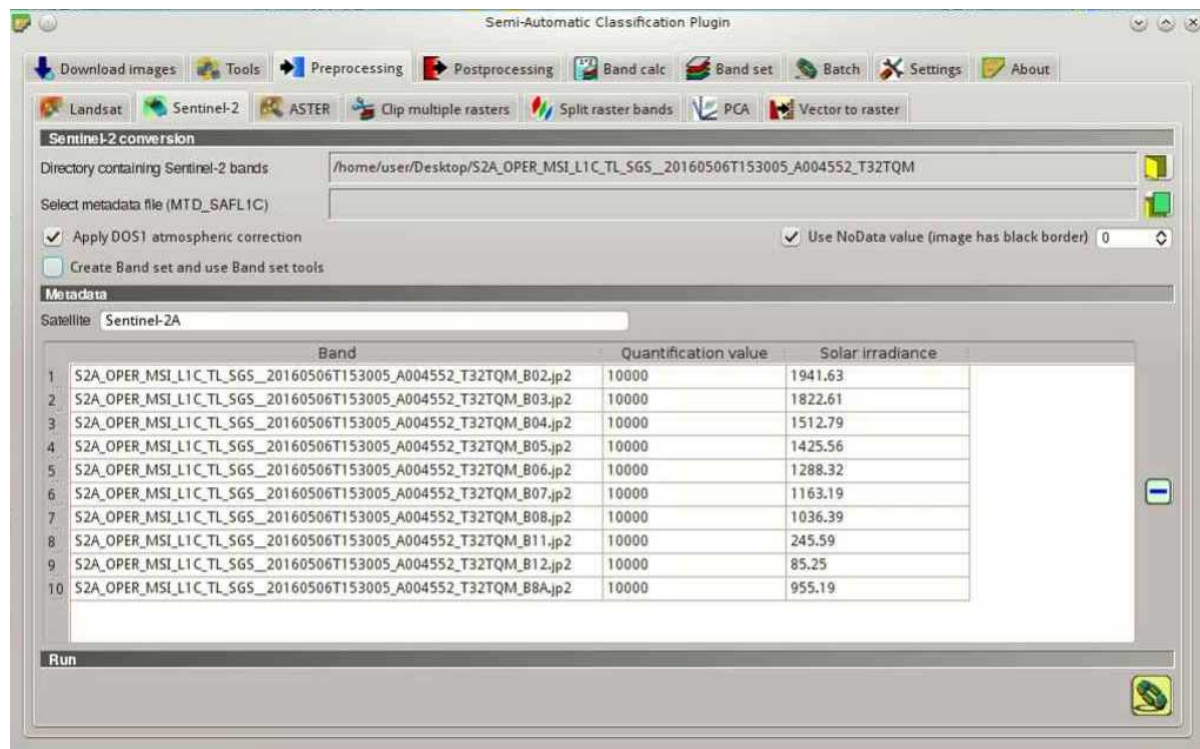 Semi-Automatic Classification Plugin
Download images Tools Preprocessing Postprocessing Band calc Band set Batch Settings About
Landsat Sentinel-2 ASTER Clip multiple rasters Split raster bands PCA Vector to raster
Sentinel-2 conversion
Directory containing Sentinel-2 bands /home/user/Desktop/S2A_OPER_MSI_L1C_TL_SGS__20160506T153005_A004552_T32TQM
Select metadata file (MTD_SAFL1C)
Apply DOS1 atmospheric correction Use NoData value (image has black border) 0
Create Band set and use Band set tools
Metadata
Satellite Sentinel-2A
Band Quantification value Solar irradiance
1 S2A_OPER_MSI_L1C_TL_SGS__20160506T153005_A004552_T32TQM_B02.jp2 10000 1941.63
2 S2A_OPER_MSI_L1C_TL_SGS__20160506T153005_A004552_T32TQM_B03.jp2 10000 1822.61
3 S2A_OPER_MSI_L1C_TL_SGS__20160506T153005_A004552_T32TQM_B04.jp2 10000 1512.79
4 S2A_OPER_MSI_L1C_TL_SGS__20160506T153005_A004552_T32TQM_B05.jp2 10000 1425.56
5 S2A_OPER_MSI_L1C_TL_SGS__20160506T153005_A004552_T32TQM_B06.jp2 10000 1288.32
6 S2A_OPER_MSI_L1C_TL_SGS__20160506T153005_A004552_T32TQM_B07.jp2 10000 1163.19
7 S2A_OPER_MSI_L1C_TL_SGS__20160506T153005_A004552_T32TQM_B08.jp2 10000 1036.39
8 S2A_OPER_MSI_L1C_TL_SGS__20160506T153005_A004552_T32TQM_B11.jp2 10000 245.59
9 S2A_OPER_MSI_L1C_TL_SGS__20160506T153005_A004552_T32TQM_B12.jp2 10000 85.25
10 S2A_OPER_MSI_L1C_TL_SGS__20160506T153005_A004552_T32TQM_B8A.jp2 10000 955.19
Run